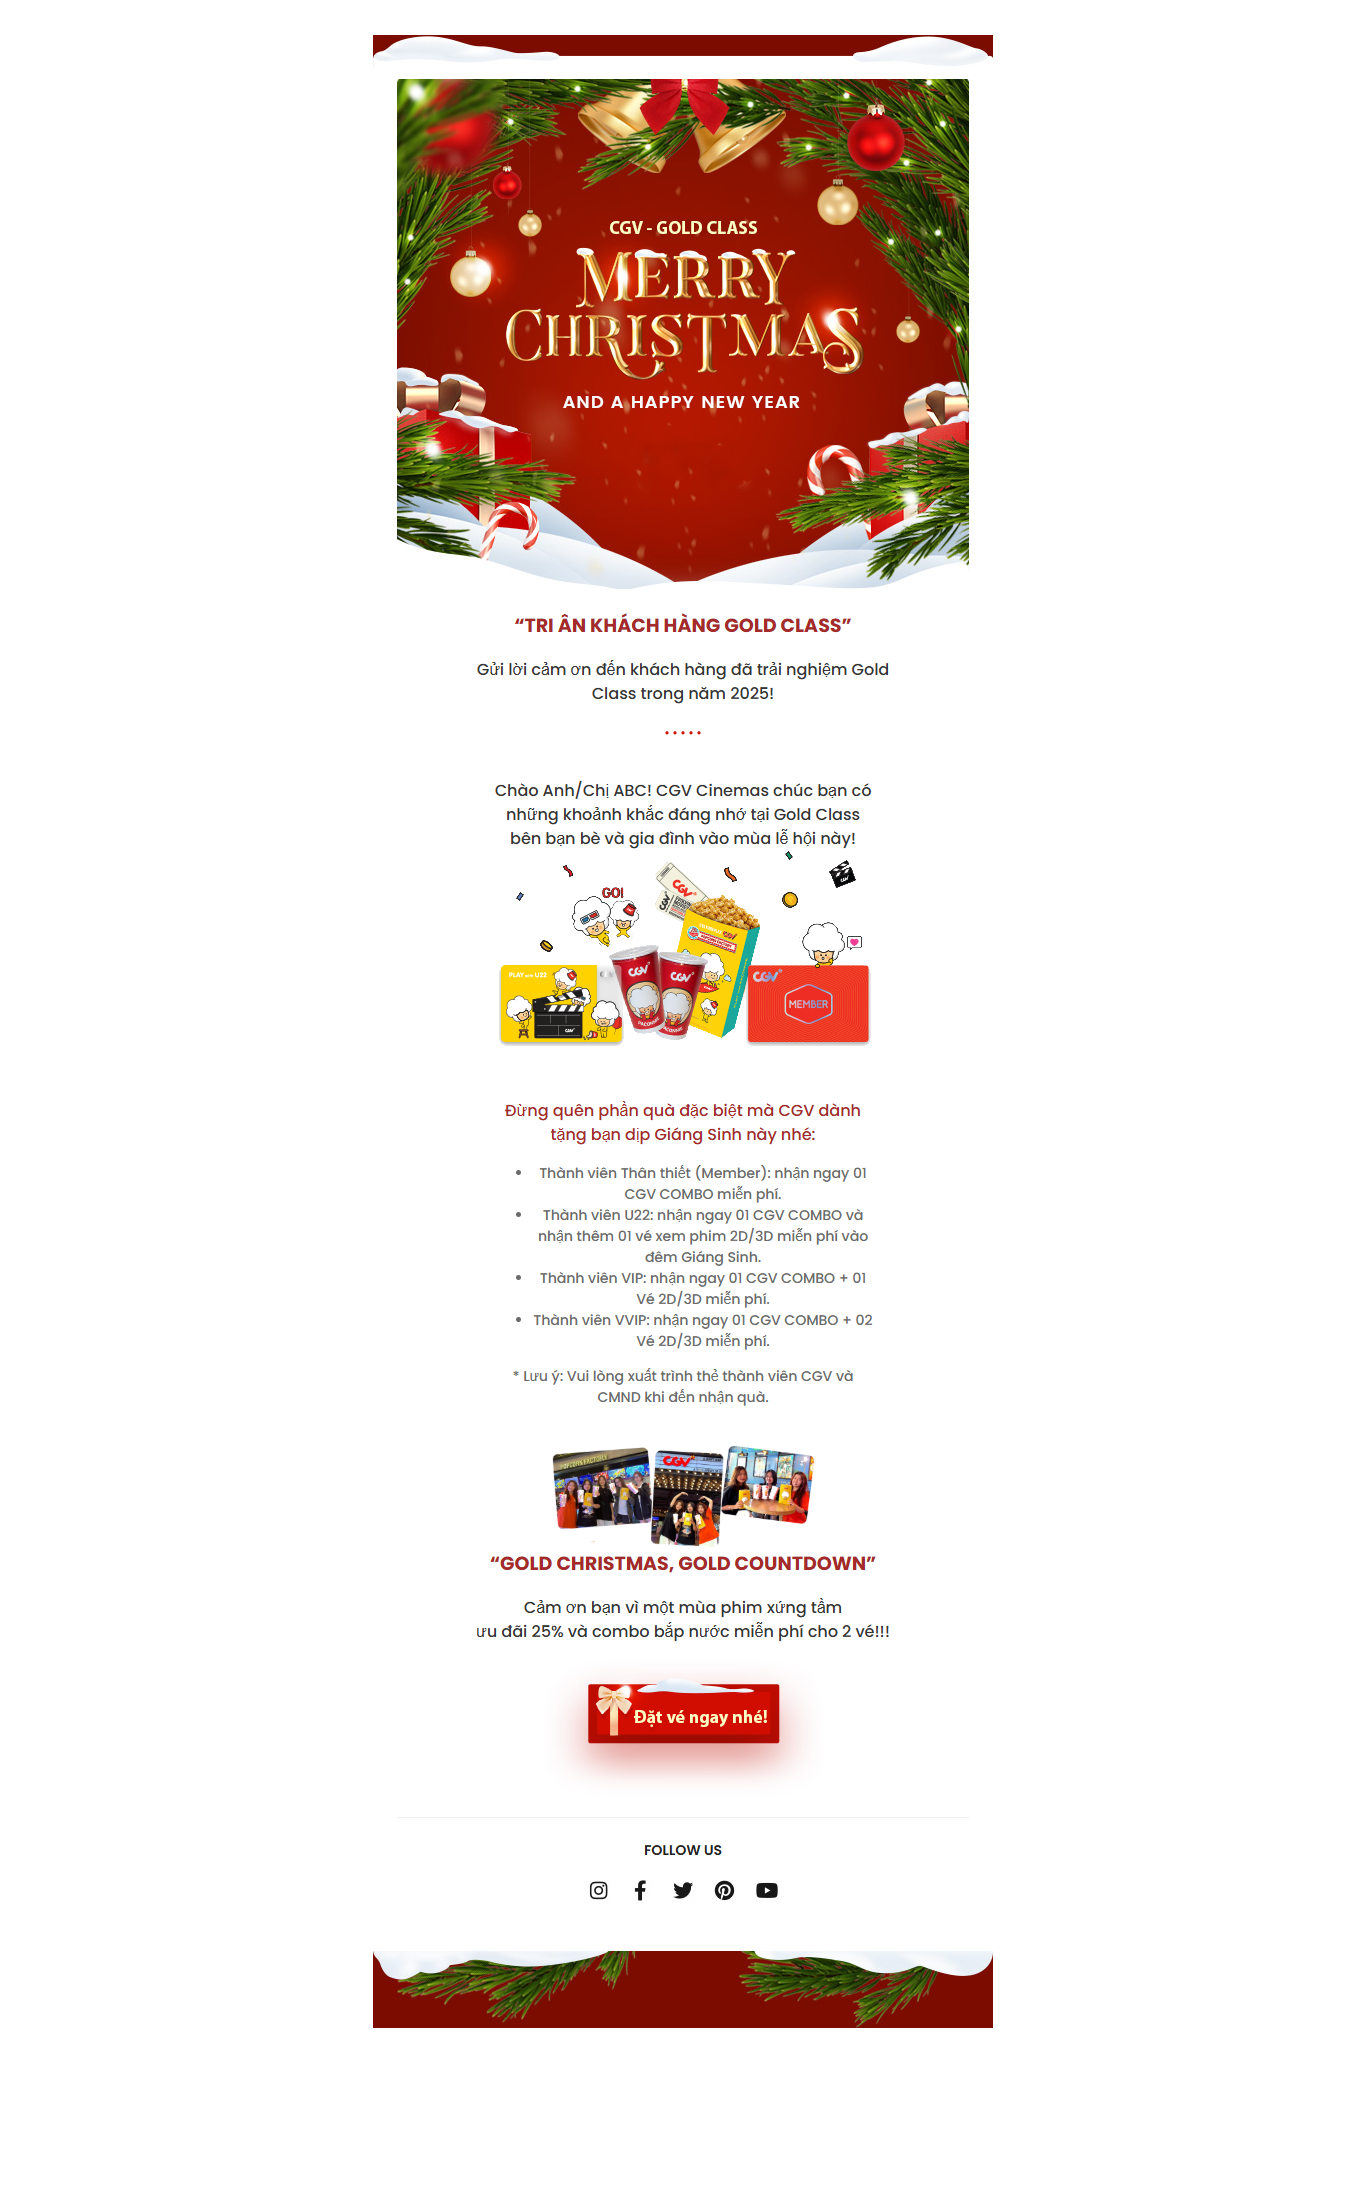 CGV - GOLD CLASS
MERRY
CHRISTMAS
AND A HAPPY NEW YEAR
“TRI ÂN KHÁCH HÀNG GOLD CLASS”
Gửi lời cảm ơn đến khách hàng đã trải nghiệm Gold
Class trong năm 2025!
Chào Anh/Chị ABC! CGV Cinemas chúc bạn có
những khoảnh khắc đáng nhớ tại Gold Class
bên bạn bè và gia đình vào mùa lễ hội này!
GO!
CGV
CGV
CGV
PLAY with U22
CGV
CGV
CGV
MEMBER
Đừng quên phần quà đặc biệt mà CGV dành
tặng bạn dịp Giáng Sinh này nhé:
• Thành viên Thân thiết (Member): nhận ngay 01
CGV COMBO miễn phí.
• Thành viên U22: nhận ngay 01 CGV COMBO và
nhận thêm 01 vé xem phim 2D/3D miễn phí vào
đêm Giáng Sinh.
• Thành viên VIP: nhận ngay 01 CGV COMBO + 01
Vé 2D/3D miễn phí.
• Thành viên VVIP: nhận ngay 01 CGV COMBO + 02
Vé 2D/3D miễn phí.
* Lưu ý: Vui lòng xuất trình thẻ thành viên CGV và
CMND khi đến nhận quà.
POPCORN FACTORY
CGV
“GOLD CHRISTMAS, GOLD COUNTDOWN”
Cảm ơn bạn vì một mùa phim xứng tầm
ưu đãi 25% và combo bắp nước miễn phí cho 2 vé!!!
Đặt vé ngay nhé!
FOLLOW US